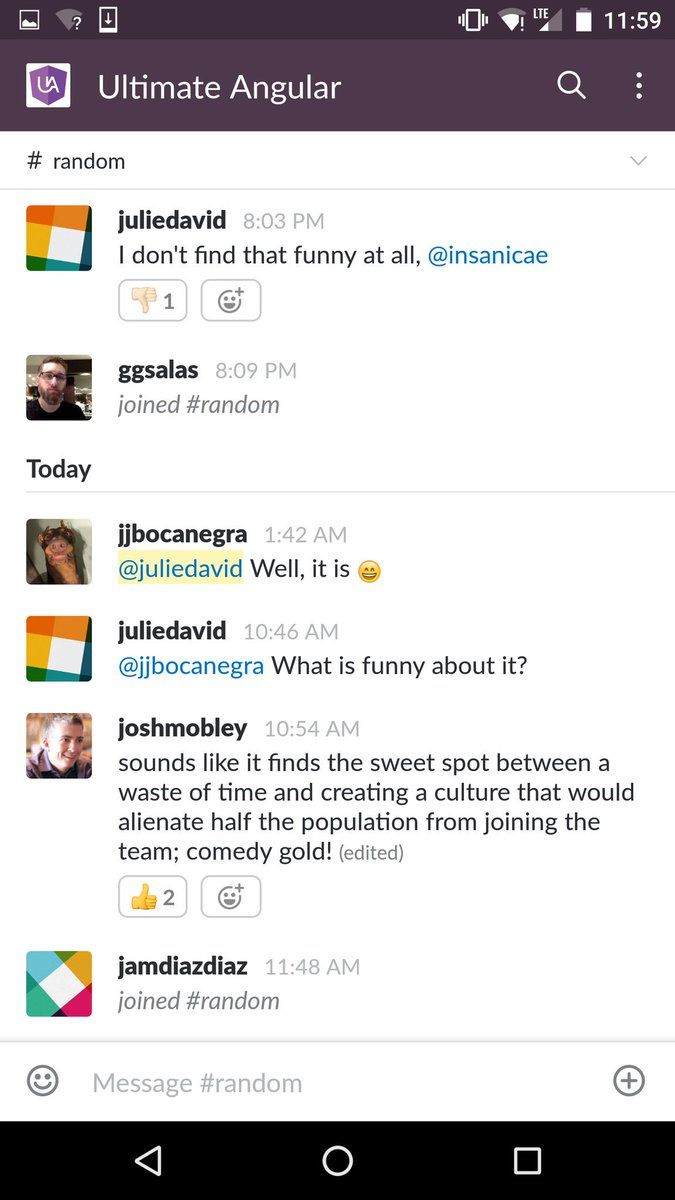 ? LTE 11:59
UA Ultimate Angular
# random
juliedavid 8:03 PM
I don't find that funny at all, @insanicae
1
ggsalas 8:09 PM
joined #random
Today
jjbocanegra 1:42 AM
@juliedavid Well, it is 😄
juliedavid 10:46 AM
@jjbocanegra What is funny about it?
joshmobley 10:54 AM
sounds like it finds the sweet spot between a
waste of time and creating a culture that would
alienate half the population from joining the
team; comedy gold! (edited)
2
jamdiazdiaz 11:48 AM
joined #random
Message #random